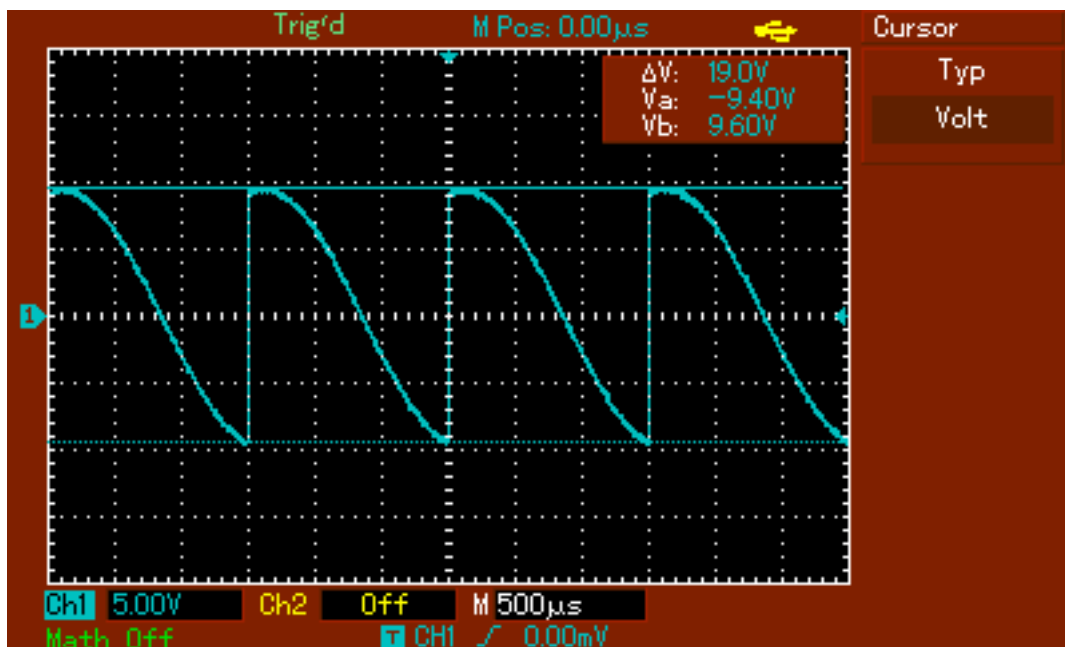 Trig'd M Pos: 0.00μs Cursor
ΔV: 19.0V
Va: -9.40V
Vb: 9.60V
Typ
Volt
1
Ch1 5.00V Ch2 Off M 500μs
Math Off T CH1 0.00mV